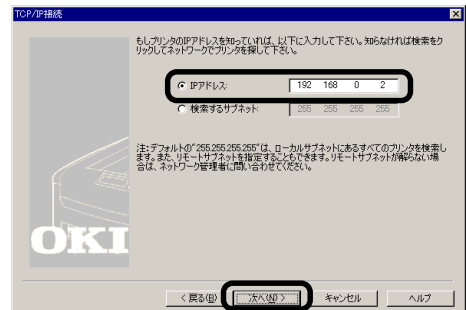 TCP/IP接続
もしプリンタのIPアドレスを知っていれば、以下に入力して下さい。知らなければ検索をク
リックしてネットワークでプリンタを探して下さい。
IPアドレス: 192 168 0 2
検索するサブネット: 255 255 255 255
注:デフォルトの"255.255.255.255"は、ローカルサブネットにあるすべてのプリンタを検索し
ます。また、リモートサブネットを指定することもできます。リモートサブネットが解らない場
合は、ネットワーク管理者に問い合わせてください。
OKI
< 戻る(B) 次へ(N) > キャンセル ヘルプ